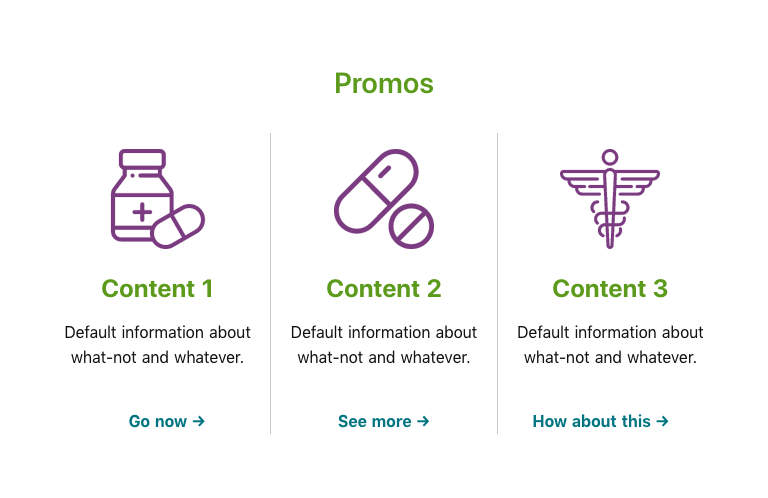 Promos
Content 1
Default information about
what-not and whatever.
Go now →
Content 2
Default information about
what-not and whatever.
See more →
Content 3
Default information about
what-not and whatever.
How about this →